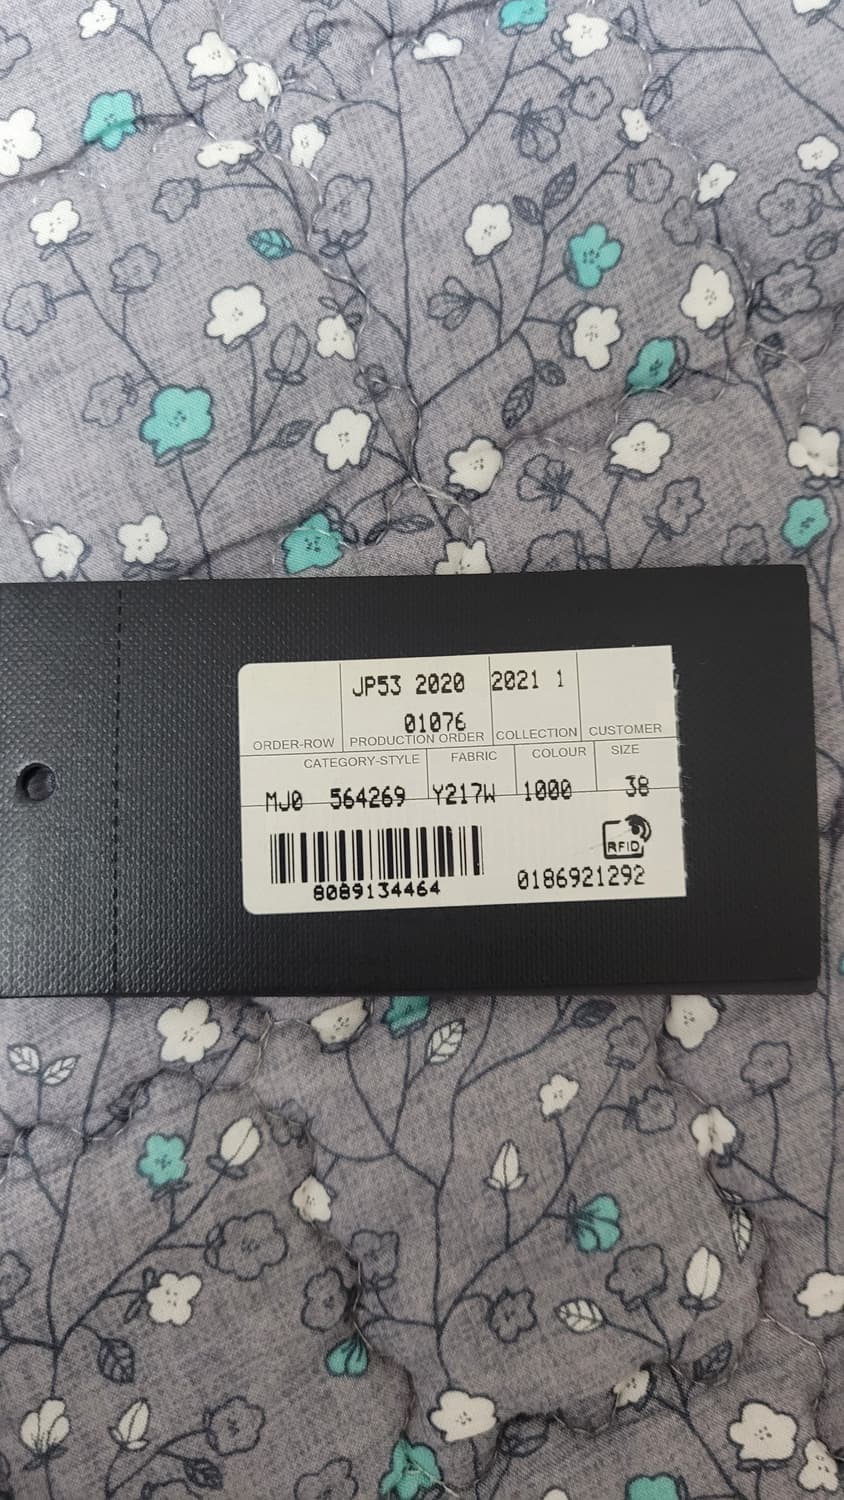 JP53 2020 2021 1
01076
ORDER-ROW PRODUCTION ORDER COLLECTION CUSTOMER
CATEGORY-STYLE FABRIC COLOUR SIZE
MJ0 564269 Y217W 1000 38
RFID
8089134464 0186921292